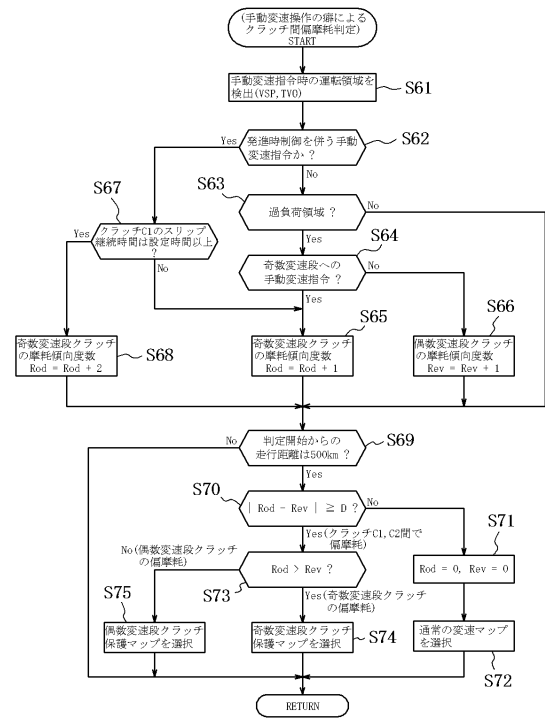 (手動変速操作の癖による
クラッチ間偏摩耗判定)
START
手動変速指令時の運転領域を
検出(VSP,TVO)
S61
発進時制御を併う手動
変速指令か ?
S62
Yes
No
S67
クラッチC1のスリップ
継続時間は設定時間以上
?
Yes
No
S63
過負荷領域 ?
No
Yes
S64
奇数変速段への
手動変速指令 ?
No
Yes
奇数変速段クラッチ
の摩耗傾向度数
Rod = Rod + 2
S68
奇数変速段クラッチ
の摩耗傾向度数
Rod = Rod + 1
S65
偶数変速段クラッチ
の摩耗傾向度数
Rev = Rev + 1
S66
判定開始からの
走行距離は500km ?
S69
No
Yes
S70
| Rod - Rev | ≧ D ?
No
Yes(クラッチC1,C2間で
偏摩耗)
S71
Rod = 0, Rev = 0
No(偶数変速段クラッチ
の偏摩耗)
Rod > Rev ?
S73
Yes(奇数変速段クラッチ
の偏摩耗)
S75
偶数変速段クラッチ
保護マップを選択
奇数変速段クラッチ
保護マップを選択
S74
通常の変速マップ
を選択
S72
RETURN